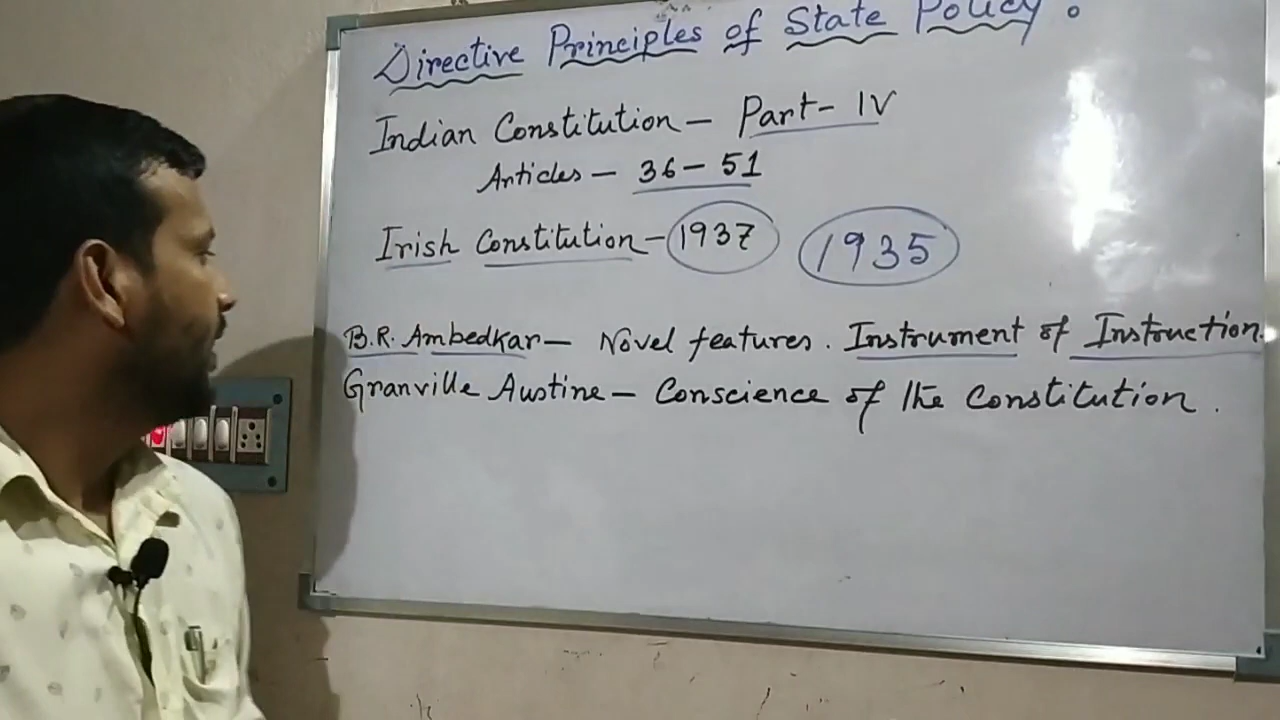 Directive Principles of State Policy.
Indian Constitution - Part - IV
Articles - 36 - 51
Irish Constitution - 1937 1935
B.R. Ambedkar - Novel features. Instrument of Instruction.
Granville Austine - Conscience of the Constitution.